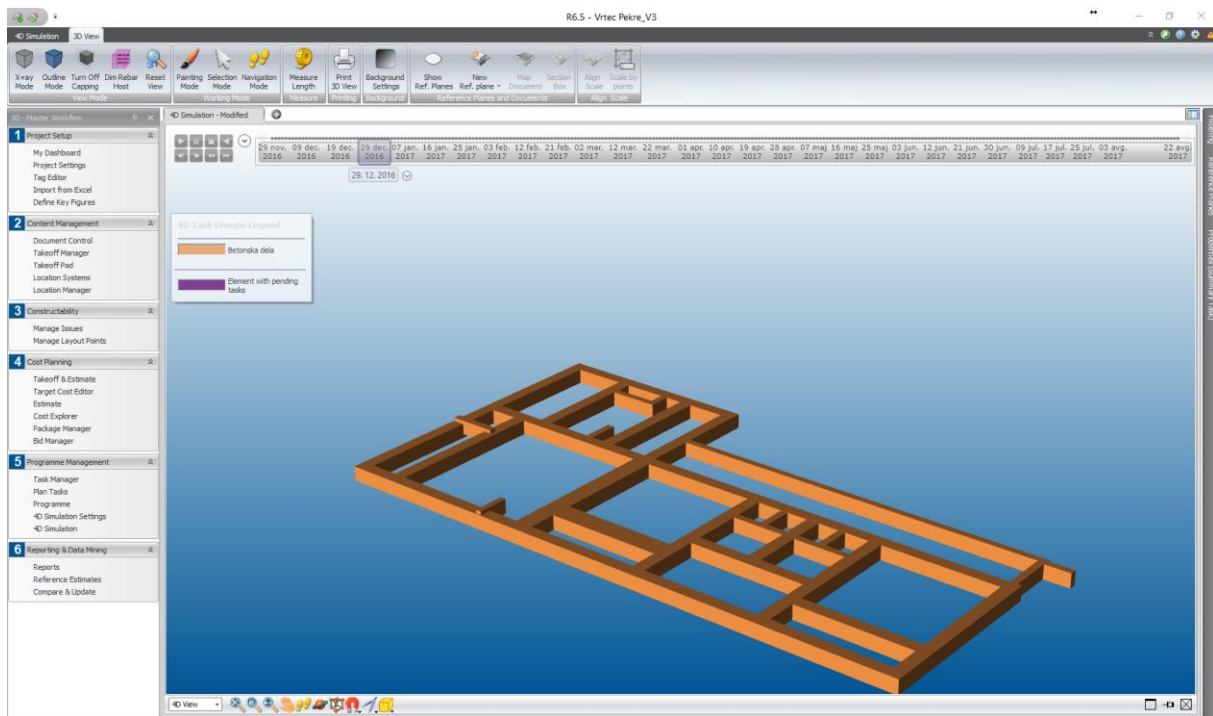 R6.5 - Vrtec Pekre_V3
4D Simulation 3D View
X-ray Mode
Outline Mode
Turn Off Capping
Dim Rebar Host
Reset View
View Mode
Painting Mode
Selection Mode
Navigation Mode
Working Mode
Measure Length
Measure
Print 3D View
Printing
Background Settings
Background
Show Ref. Planes
New Ref. plane
Map Document
Section Box
Reference Planes and Documents
Align Scale
Scale by points
Align Scale
00 - Master Workflow
1 Project Setup
My Dashboard
Project Settings
Tag Editor
Import from Excel
Define Key Figures
2 Content Management
Document Control
Takeoff Manager
Takeoff Pad
Location Systems
Location Manager
3 Constructability
Manage Issues
Manage Layout Points
4 Cost Planning
Takeoff & Estimate
Target Cost Editor
Estimate
Cost Explorer
Package Manager
Bid Manager
5 Programme Management
Task Manager
Plan Tasks
Programme
4D Simulation Settings
4D Simulation
6 Reporting & Data Mining
Reports
Reference Estimates
Compare & Update
4D Simulation - Modified
29 nov. 09 dec. 19 dec. 29 dec. 07 jan. 16 jan. 25 jan. 03 feb. 12 feb. 21 feb. 02 mar. 12 mar. 22 mar. 01 apr. 10 apr. 19 apr. 28 apr. 07 maj 16 maj 25 maj 03 jun. 12 jun. 21 jun. 30 jun. 09 jul. 17 jul. 25 jul. 03 avg. 22 avg.
2016 2016 2016 2016 2017 2017 2017 2017 2017 2017 2017 2017 2017 2017 2017 2017 2017 2017 2017 2017 2017 2017 2017 2017 2017 2017 2017 2017 2017
29. 12. 2016
4D Task Groups Legend
Betonska dela
Element with pending
tasks
4D View
Reference Planes
Properties (Summary Task)